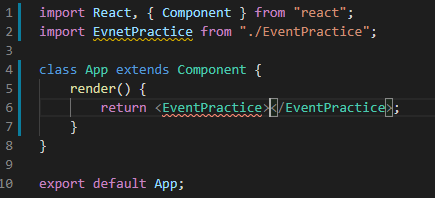 1 import React, { Component } from "react";
2 import EvnetPractice from "./EventPractice";
3
4 class App extends Component {
5 render() {
6 return <EventPractice></EventPractice>;
7 }
8 }
9
10 export default App;